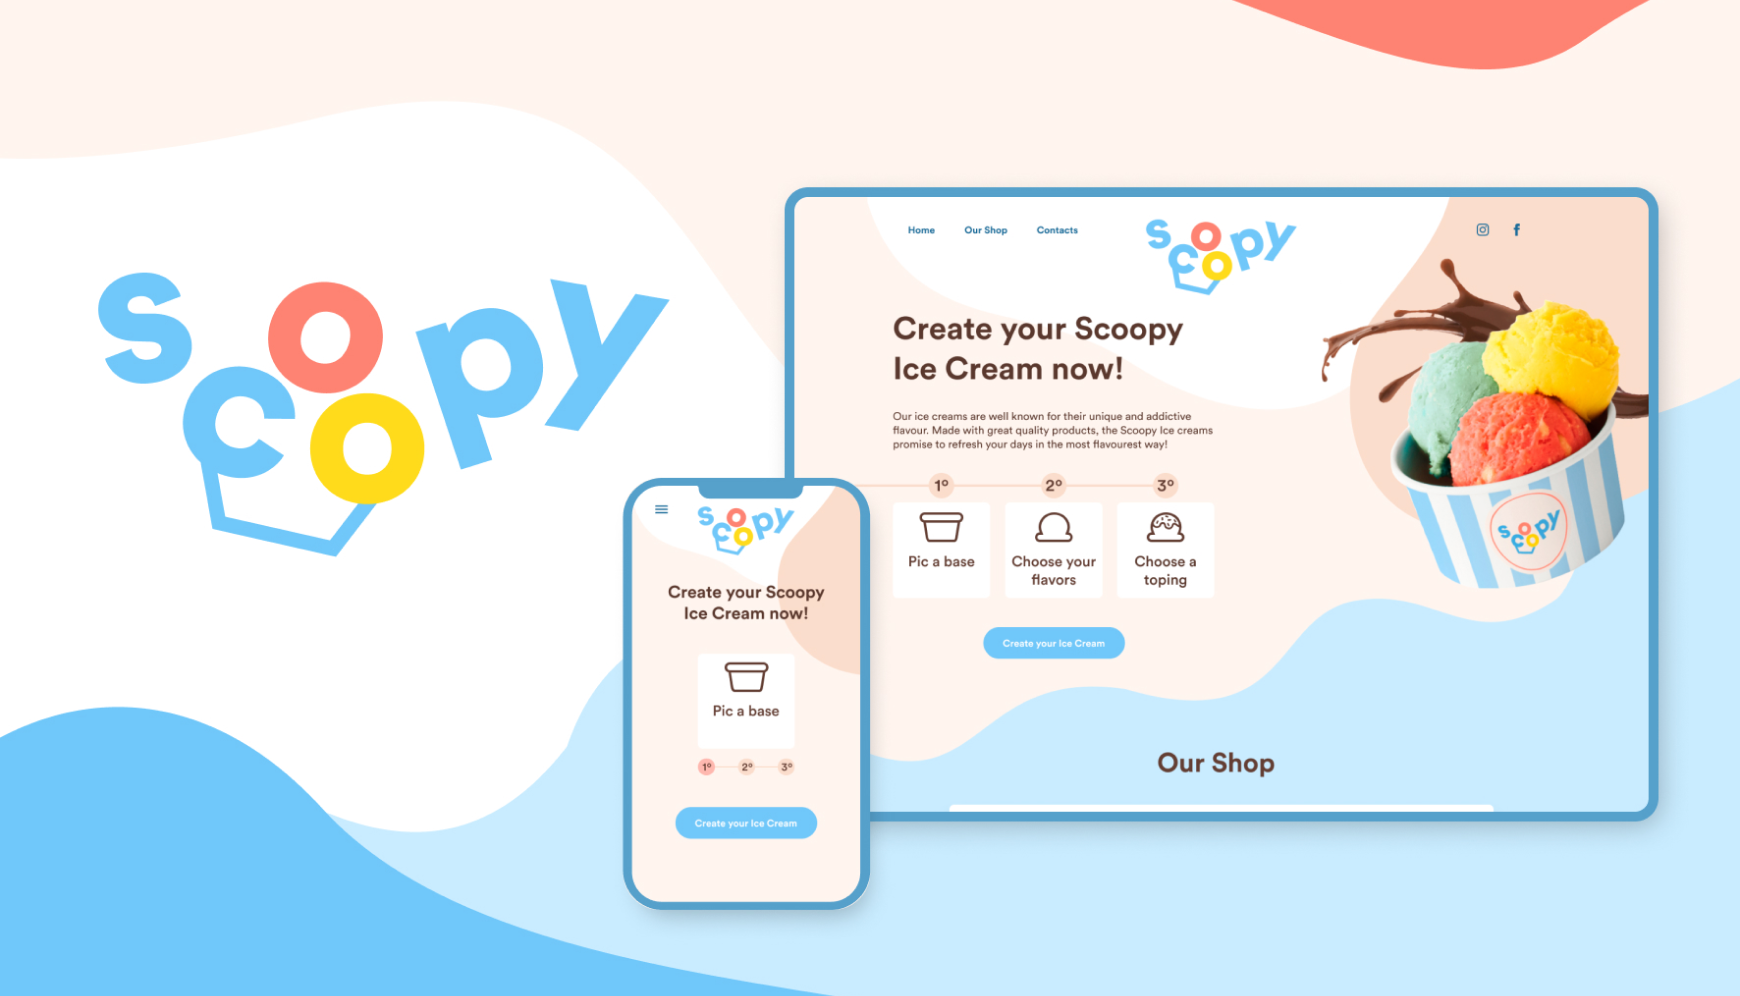 scoopy
Home
Our Shop
Contacts
scoopy
Create your Scoopy
Ice Cream now!
Our ice creams are well known for their unique and addictive
flavour. Made with great quality products, the Scoopy Ice creams
promise to refresh your days in the most flavourest way!
1º
2º
3º
Pic a base
Choose your
flavors
Choose a
toping
Create your Ice Cream
scoopy
Our Shop
scoopy
Create your Scoopy
Ice Cream now!
Pic a base
1º
2º
3º
Create your Ice Cream